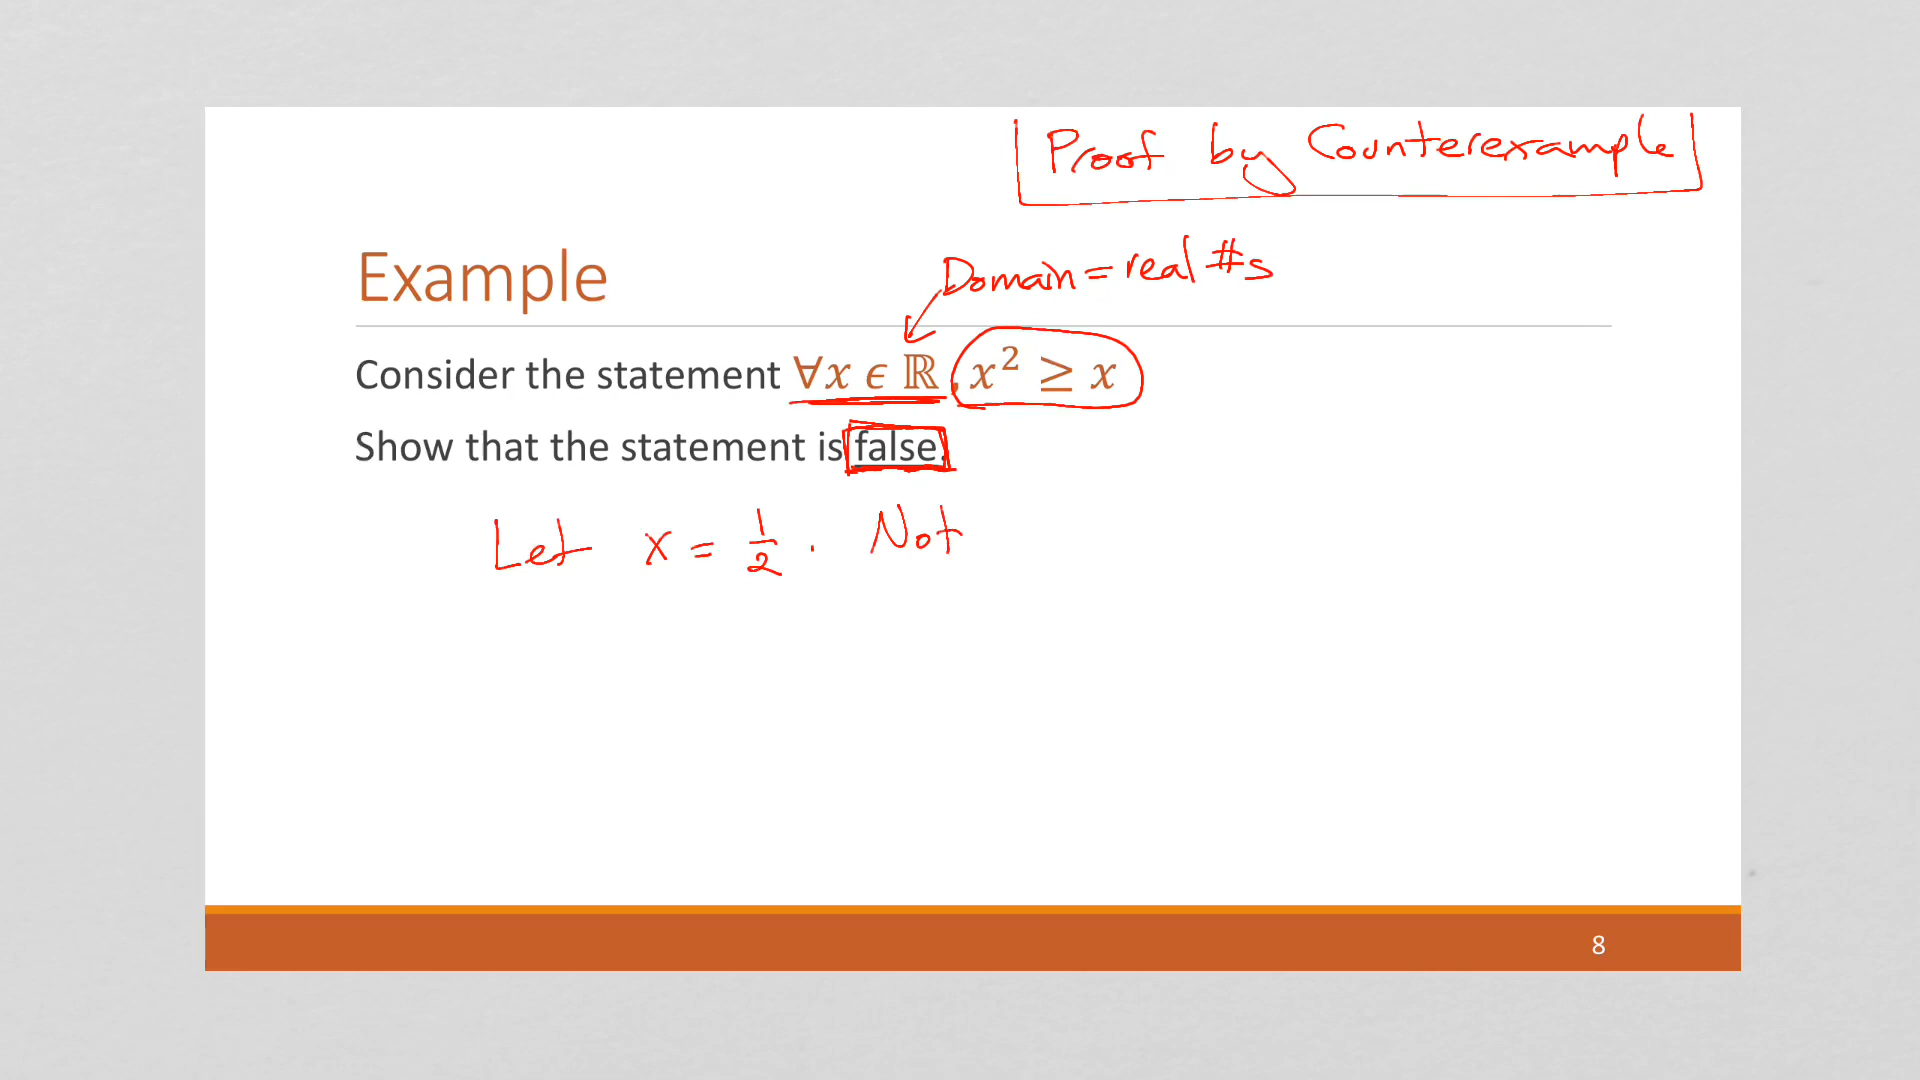 Proof by Counterexample
Domain = real #s
Example
Consider the statement ∀x ϵ ℝ, x² ≥ x
Show that the statement is false.
Let x = 1/2 . Not
8